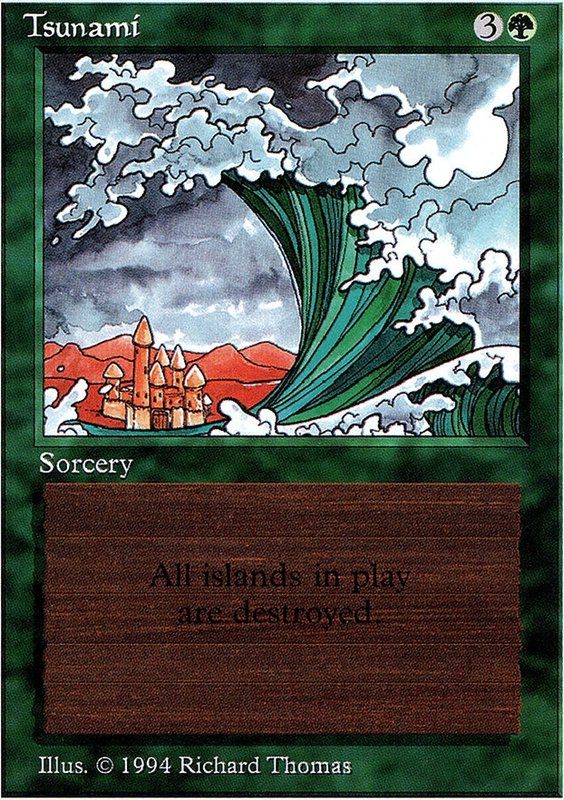 Tsunami 3
Sorcery
All islands in play
are destroyed.
Illus. © 1994 Richard Thomas